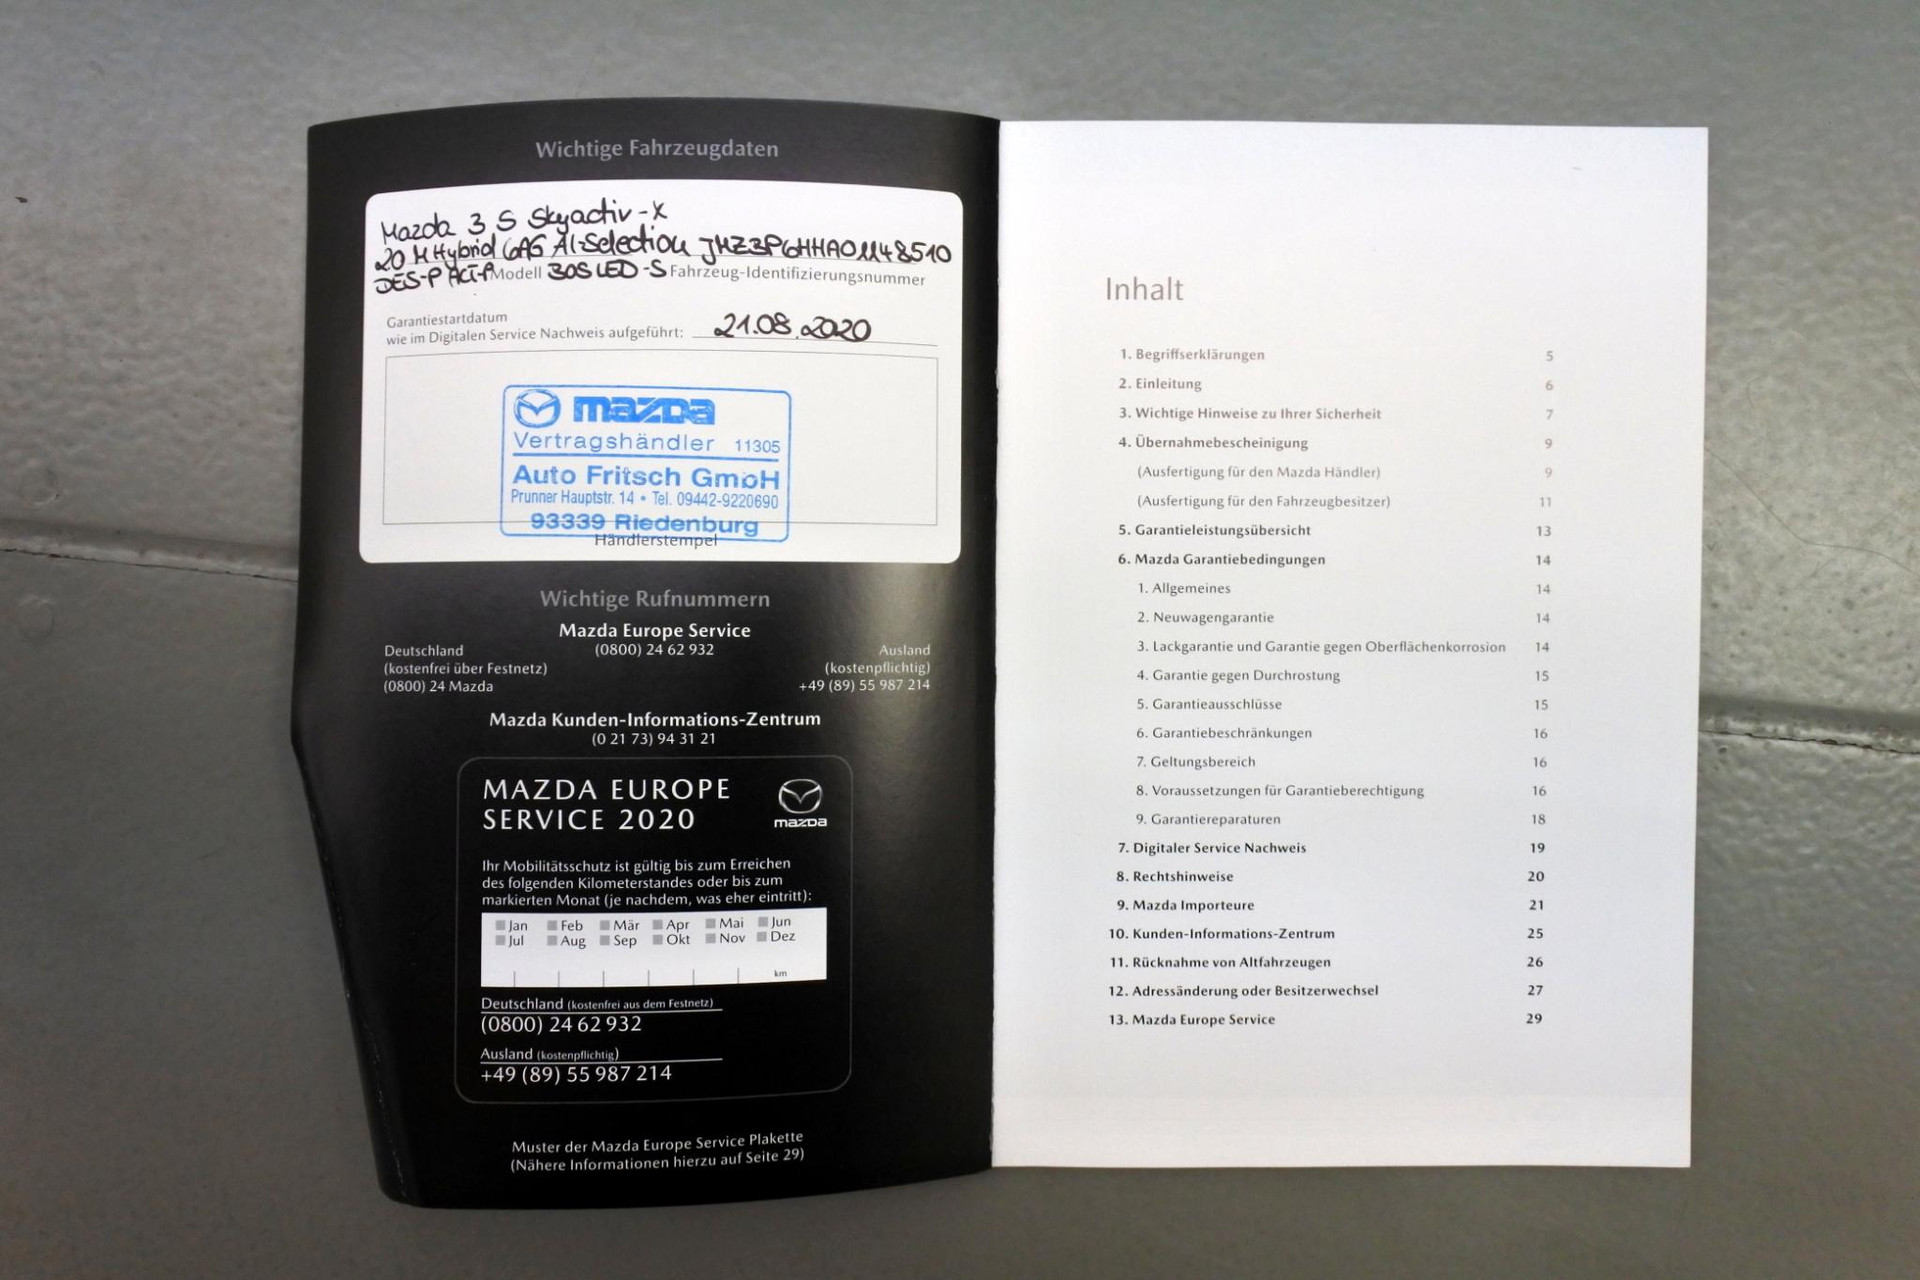 Wichtige Fahrzeugdaten
Mazda 3 S Skyactiv-X
20 M Hybrid 6AG Al-Selection JMZBP6HHA01148510
DES-P ACT-P Modell BOS LED-S Fahrzeug-Identifizierungsnummer
Garantiestartdatum
wie im Digitalen Service Nachweis aufgeführt: 21.08.2020
mazda
Vertragshändler 11305
Auto Fritsch GmbH
Prunner Hauptstr. 14 • Tel. 09442-9220690
93339 Riedenburg
Händlerstempel
Wichtige Rufnummern
Mazda Europe Service
(0800) 24 62 932
Deutschland
(kostenfrei über Festnetz)
(0800) 24 Mazda
Ausland
(kostenpflichtig)
+49 (89) 55 987 214
Mazda Kunden-Informations-Zentrum
(0 21 73) 94 31 21
MAZDA EUROPE
SERVICE 2020
mazda
Ihr Mobilitätsschutz ist gültig bis zum Erreichen
des folgenden Kilometerstandes oder bis zum
markierten Monat (je nachdem, was eher eintritt):
Jan Feb Mär Apr Mai Jun
Jul Aug Sep Okt Nov Dez
km
Deutschland (kostenfrei aus dem Festnetz)
(0800) 24 62 932
Ausland (kostenpflichtig)
+49 (89) 55 987 214
Muster der Mazda Europe Service Plakette
(Nähere Informationen hierzu auf Seite 29)
Inhalt
1. Begriffserklärungen 5
2. Einleitung 6
3. Wichtige Hinweise zu Ihrer Sicherheit 7
4. Übernahmebescheinigung 9
(Ausfertigung für den Mazda Händler) 9
(Ausfertigung für den Fahrzeugbesitzer) 11
5. Garantieleistungsübersicht 13
6. Mazda Garantiebedingungen 14
1. Allgemeines 14
2. Neuwagengarantie 14
3. Lackgarantie und Garantie gegen Oberflächenkorrosion 14
4. Garantie gegen Durchrostung 15
5. Garantieausschlüsse 15
6. Garantiebeschränkungen 16
7. Geltungsbereich 16
8. Voraussetzungen für Garantieberechtigung 16
9. Garantiereparaturen 18
7. Digitaler Service Nachweis 19
8. Rechtshinweise 20
9. Mazda Importeure 21
10. Kunden-Informations-Zentrum 25
11. Rücknahme von Altfahrzeugen 26
12. Adressänderung oder Besitzerwechsel 27
13. Mazda Europe Service 29